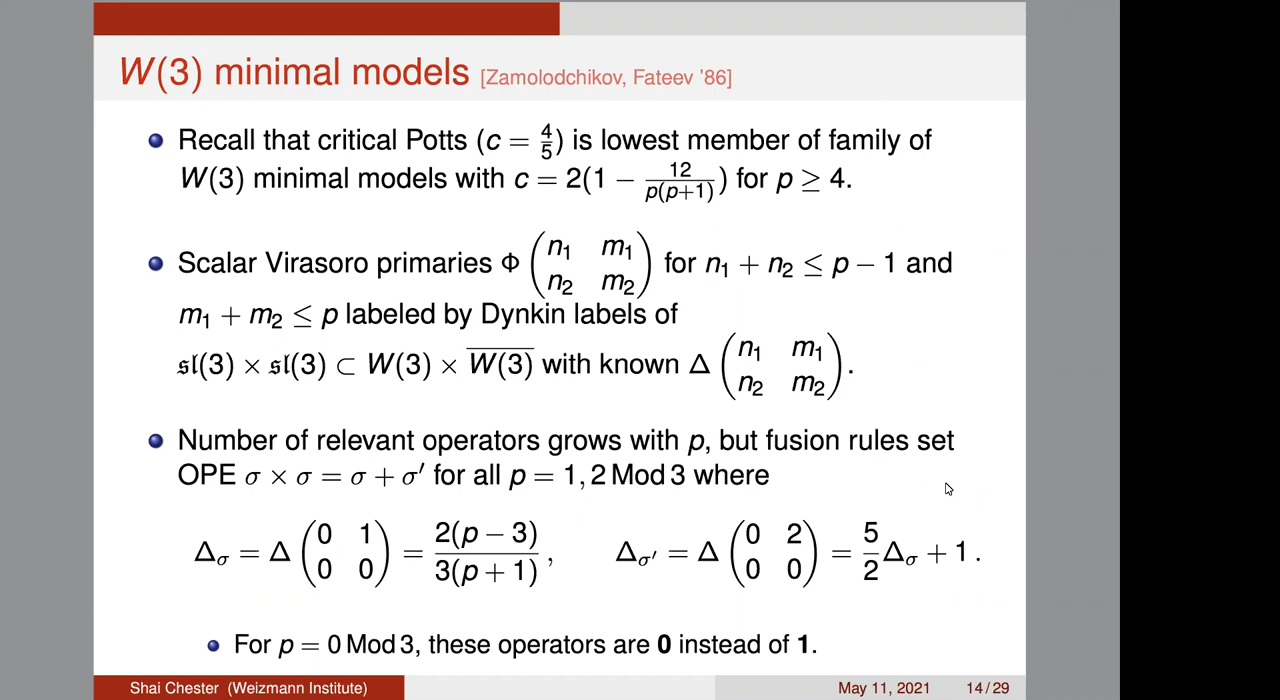 W(3) minimal models [Zamolodchikov, Fateev '86]
Recall that critical Potts (c = 4/5) is lowest member of family of
W(3) minimal models with c = 2(1 − 12/p(p+1)) for p ≥ 4.
Scalar Virasoro primaries Φ (n₁ m₁; n₂ m₂) for n₁ + n₂ ≤ p − 1 and
m₁ + m₂ ≤ p labeled by Dynkin labels of
𝔰𝔩(3) × 𝔰𝔩(3) ⊂ W(3) × W̅(̅3̅)̅ with known Δ (n₁ m₁; n₂ m₂).
Number of relevant operators grows with p, but fusion rules set
OPE σ × σ = σ + σ′ for all p = 1, 2 Mod 3 where
Δσ = Δ (0 1; 0 0) = 2(p − 3)/3(p + 1), Δσ′ = Δ (0 2; 0 0) = 5/2 Δσ + 1.
For p = 0 Mod 3, these operators are 0 instead of 1.
Shai Chester (Weizmann Institute) May 11, 2021 14 / 29